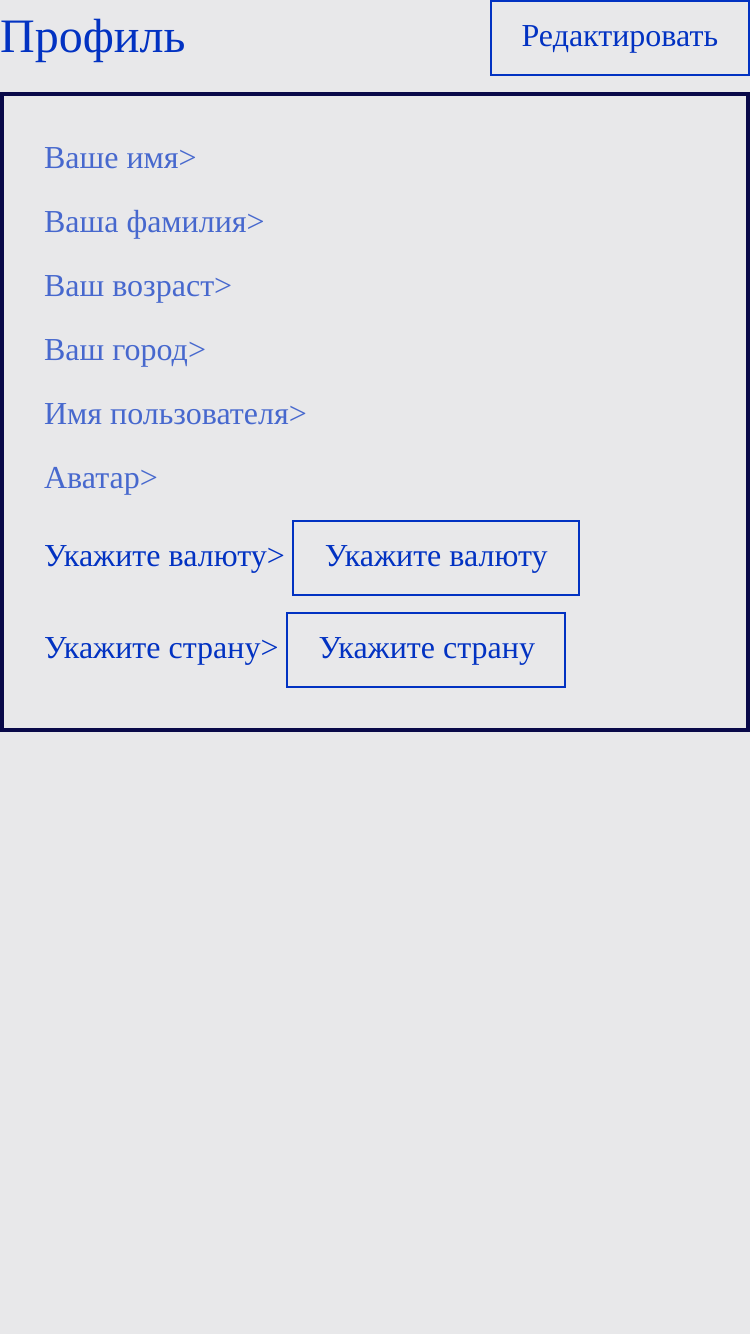 Профиль
Редактировать
Ваше имя>
Ваша фамилия>
Ваш возраст>
Ваш город>
Имя пользователя>
Аватар>
Укажите валюту> Укажите валюту
Укажите страну> Укажите страну